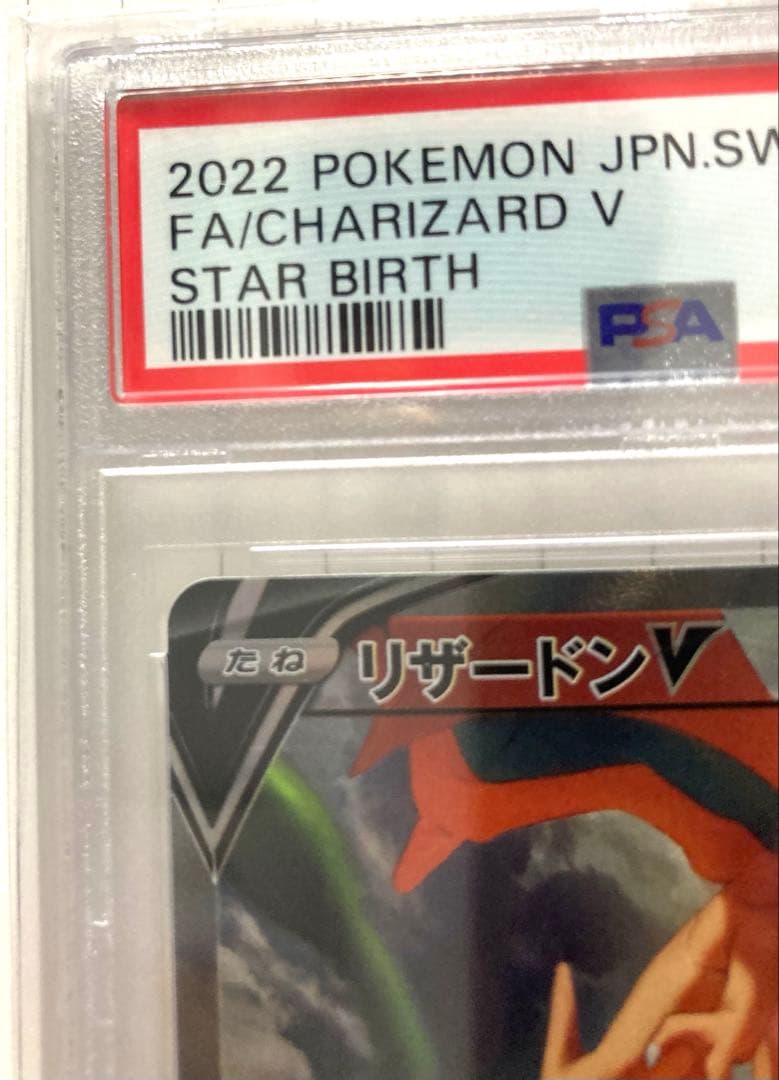 2022 POKEMON JPN.SW
FA/CHARIZARD V
STAR BIRTH
PSA
たね
リザードンV